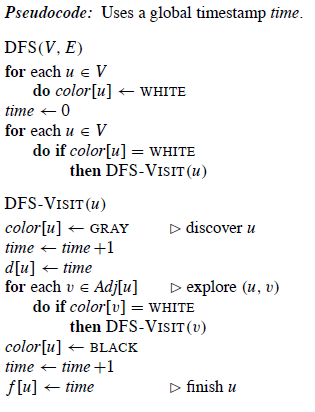 Pseudocode: Uses a global timestamp time.
DFS(V, E)
for each u ∈ V
do color[u] ← WHITE
time ← 0
for each u ∈ V
do if color[u] = WHITE
then DFS-VISIT(u)
DFS-VISIT(u)
color[u] ← GRAY ▷ discover u
time ← time +1
d[u] ← time
for each v ∈ Adj[u] ▷ explore (u, v)
do if color[v] = WHITE
then DFS-VISIT(v)
color[u] ← BLACK
time ← time +1
f[u] ← time ▷ finish u